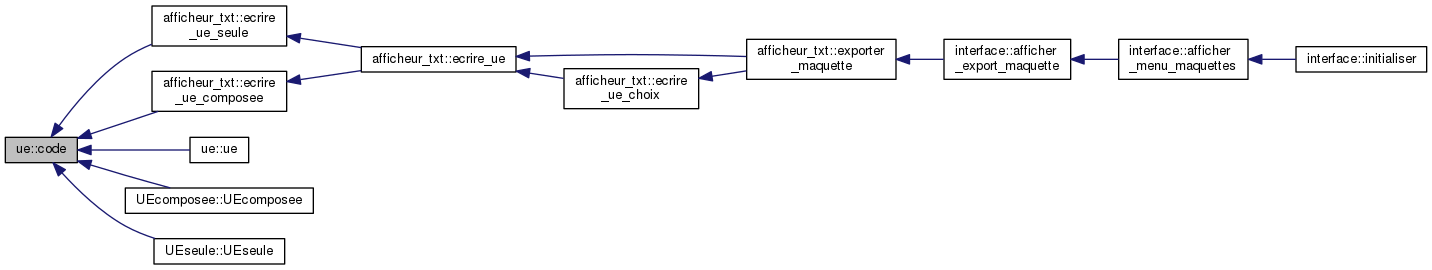 ue::code
afficheur_txt::ecrire
_ue_seule
afficheur_txt::ecrire
_ue_composee
ue::ue
UEcomposee::UEcomposee
UEseule::UEseule
afficheur_txt::ecrire_ue
afficheur_txt::ecrire
_ue_choix
afficheur_txt::exporter
_maquette
interface::afficher
_export_maquette
interface::afficher
_menu_maquettes
interface::initialiser